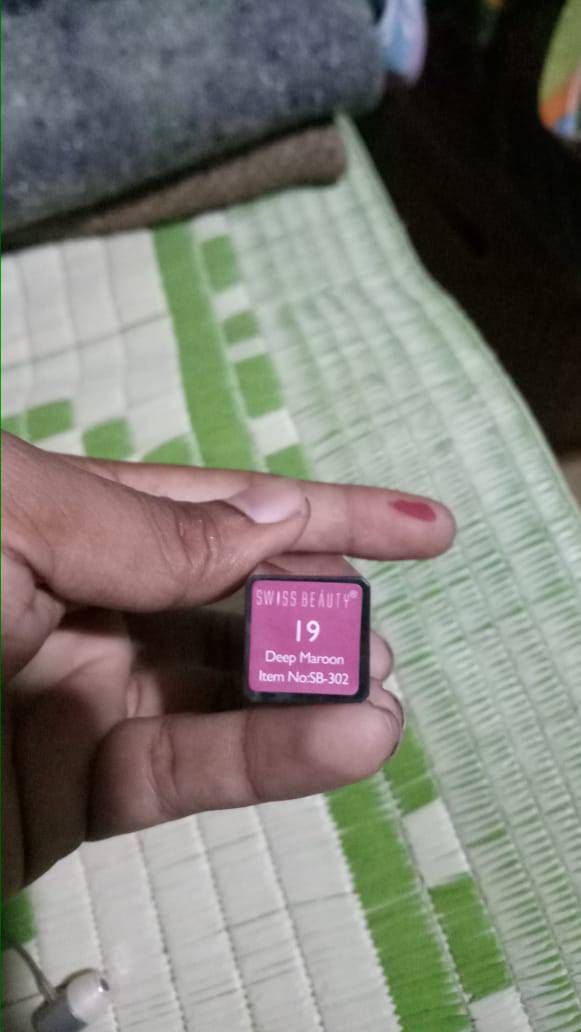 SWISS BEAUTY®
19
Deep Maroon
Item No:SB-302